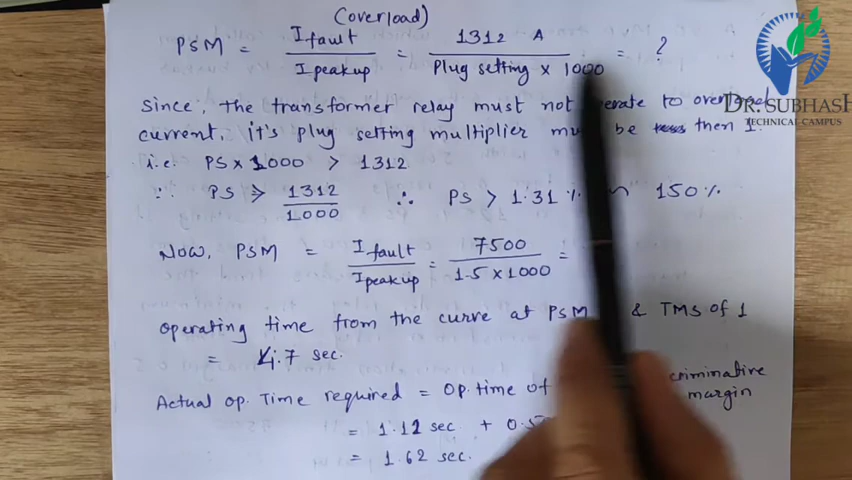 (overload)
PSM = Ifault / Ipeakup = 1312 A / Plug setting x 1000 = ?
Since, the transformer relay must not to overload
current. it's plug setting multiplier be then 1.
i.e. PS x 1000 > 1312
∴ PS ≥ 1312 / 1000 ∴ PS > 1.31 % 150%
Now, PSM = Ifault / Ipeakup = 7500 / 1.5 x 1000 =
operating time from the curve at PSM & TMS of 1
= 4.7 sec.
Actual op. Time required = Op. time of
margin
= 1.12 sec + 
= 1.62 sec.
DR. SUBHASH
TECHNICAL CAMPUS